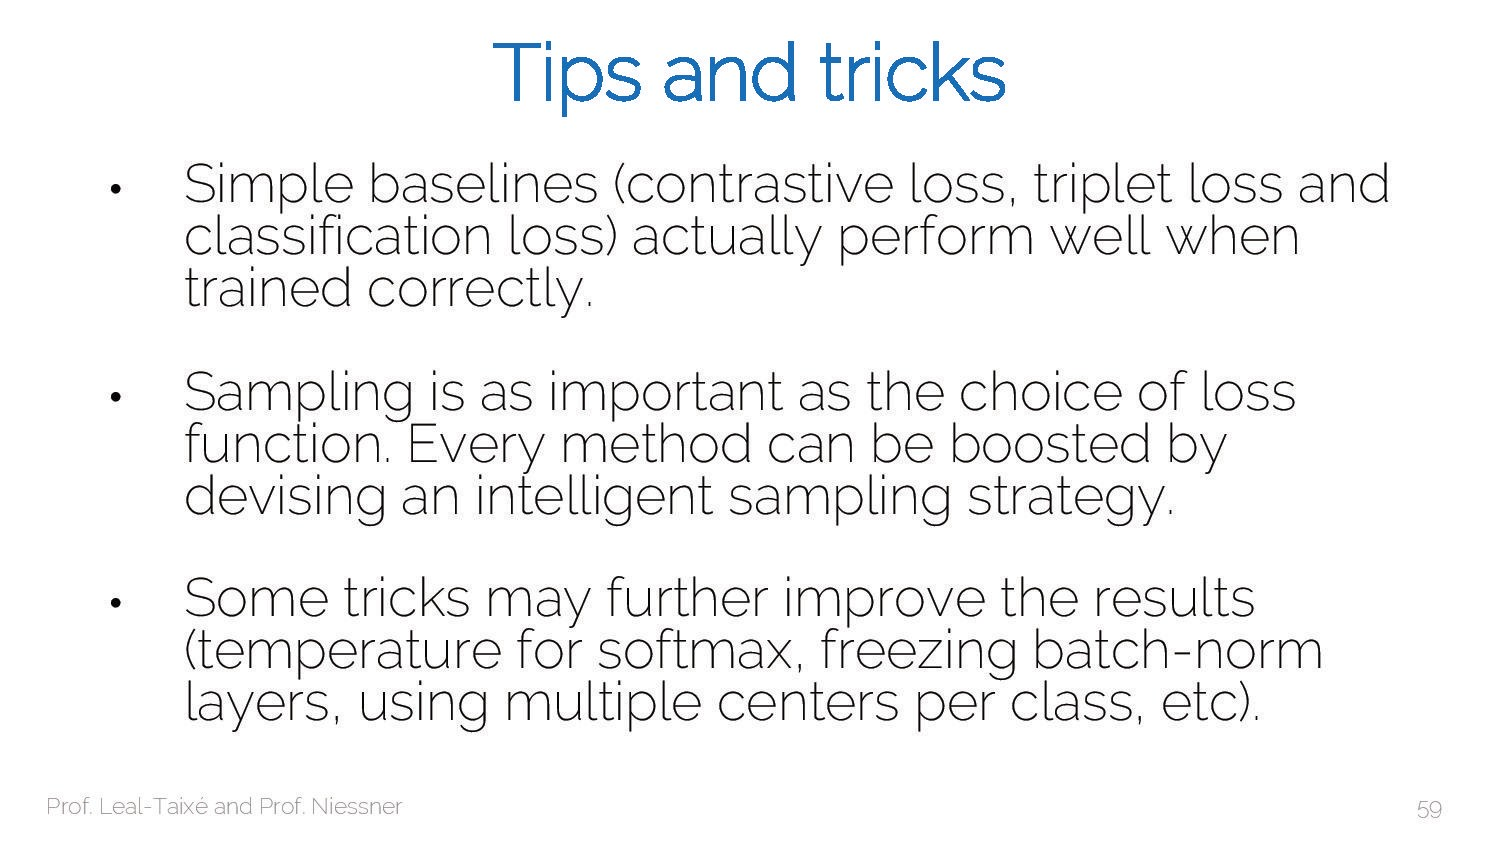 Tips and tricks
• Simple baselines (contrastive loss, triplet loss and
classification loss) actually perform well when
trained correctly.
• Sampling is as important as the choice of loss
function. Every method can be boosted by
devising an intelligent sampling strategy.
• Some tricks may further improve the results
(temperature for softmax, freezing batch-norm
layers, using multiple centers per class, etc).
Prof. Leal-Taixé and Prof. Niessner 59